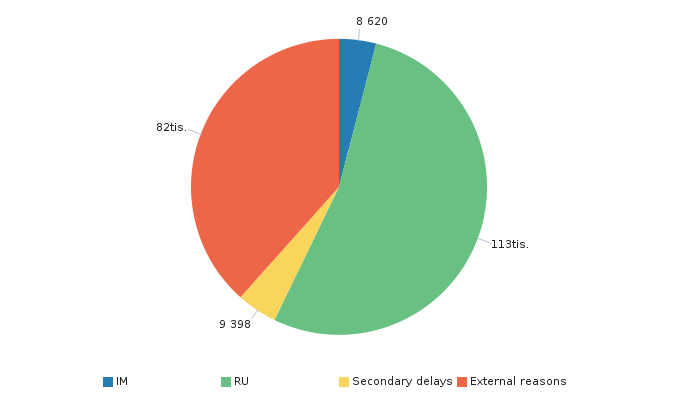 8 620
82tis.
113tis.
9 398
IM
RU
Secondary delays
External reasons